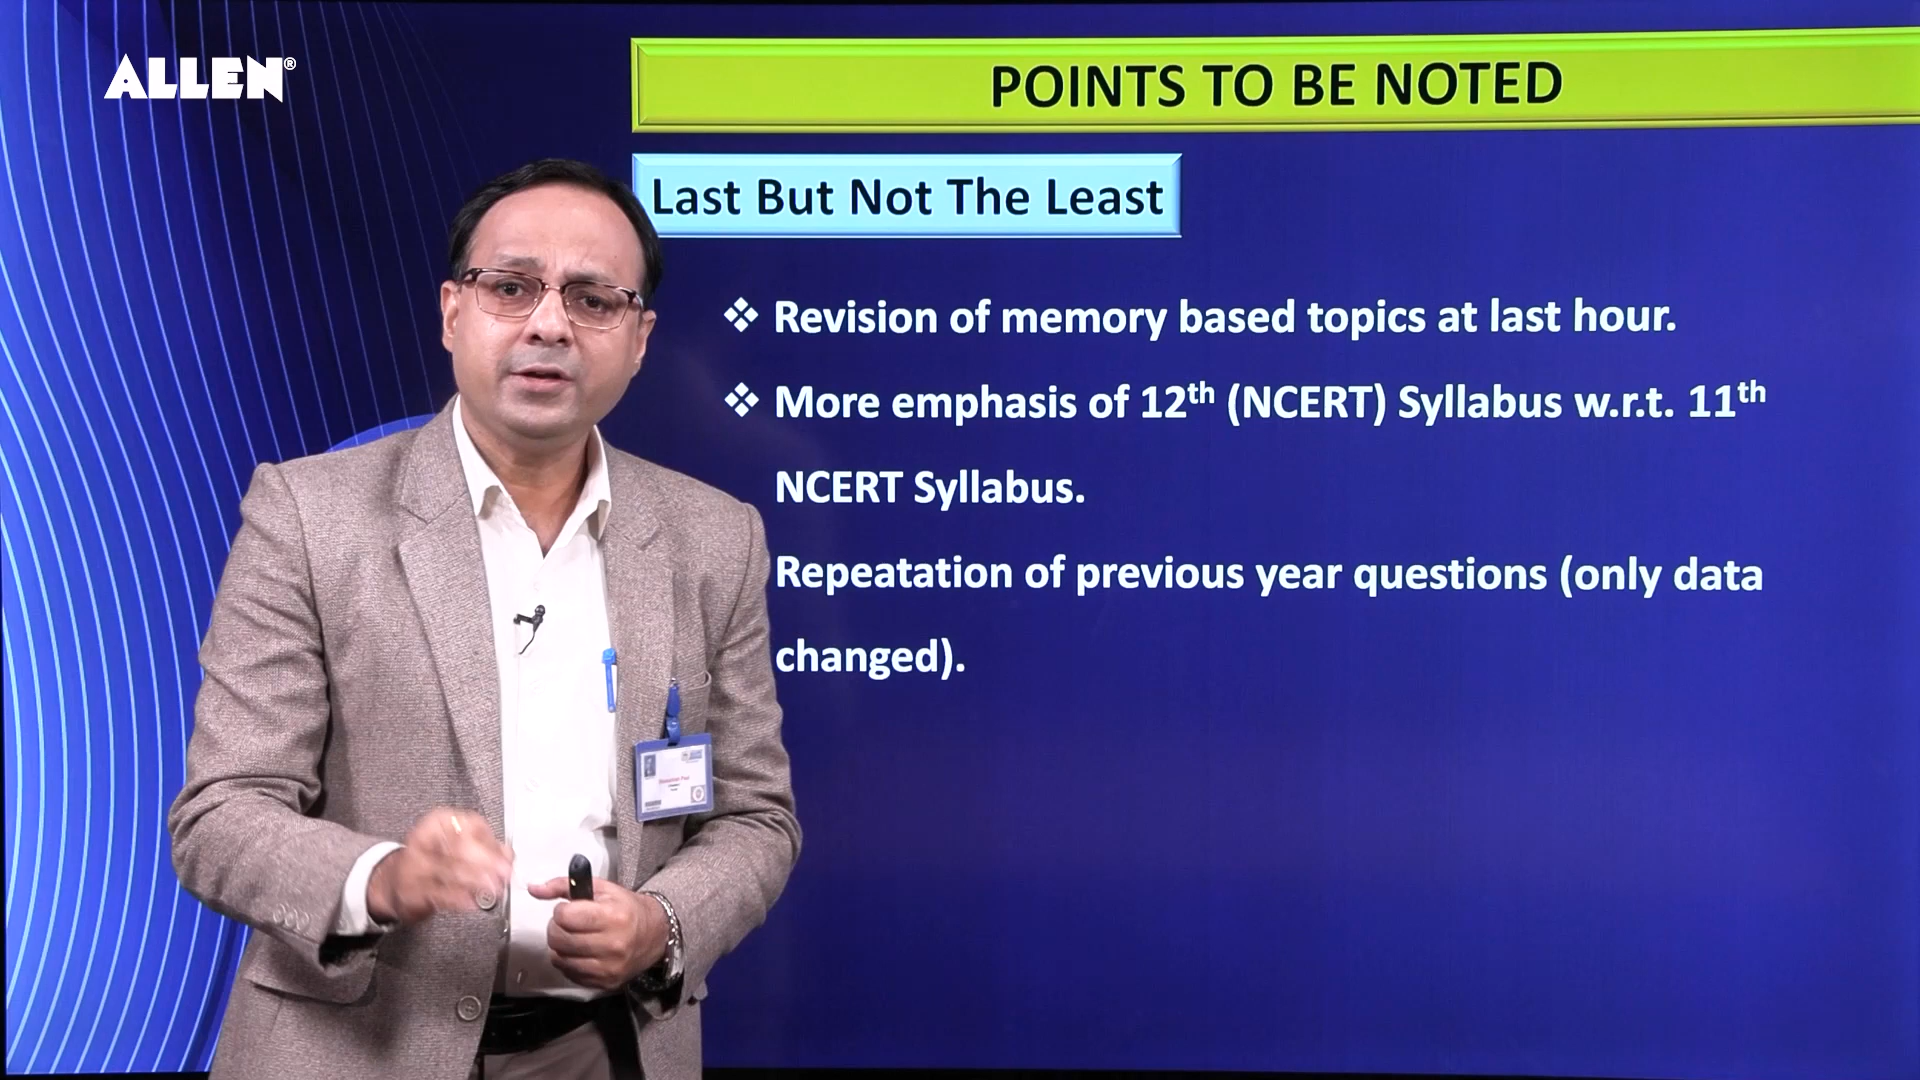 ALLEN®
POINTS TO BE NOTED
Last But Not The Least
❖ Revision of memory based topics at last hour.
❖ More emphasis of 12th (NCERT) Syllabus w.r.t. 11th
NCERT Syllabus.
Repeatation of previous year questions (only data
changed).